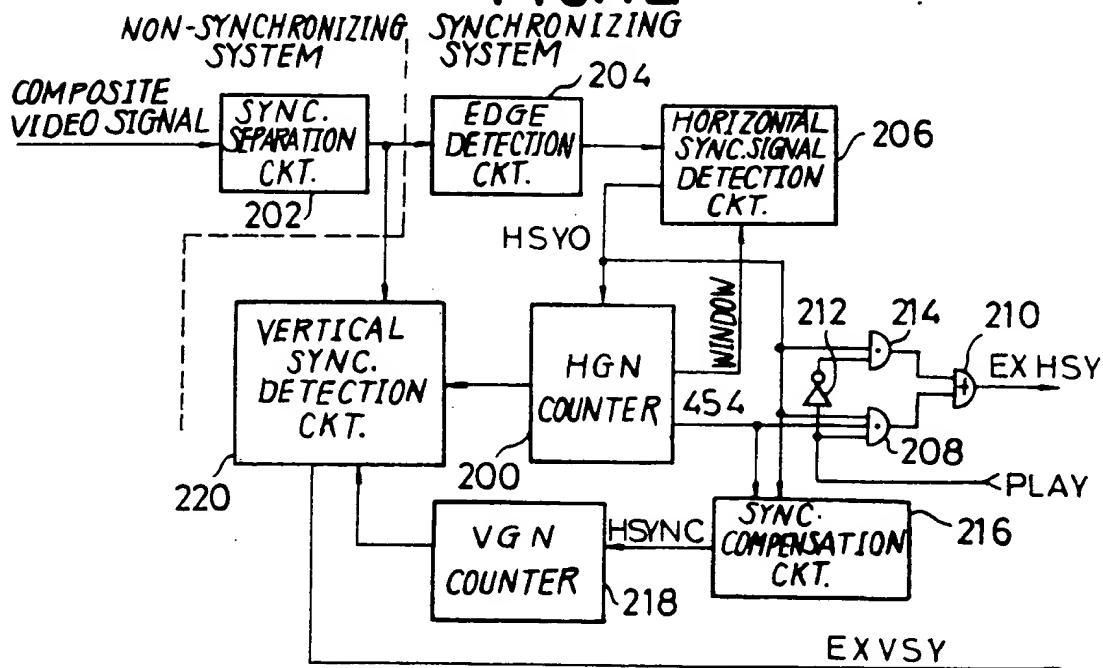 NON-SYNCHRONIZING
SYSTEM
SYNCHRONIZING
SYSTEM
COMPOSITE
VIDEO SIGNAL
SYNC.
SEPARATION
CKT.
202
EDGE
DETECTION
CKT.
204
HORIZONTAL
SYNC. SIGNAL
DETECTION
CKT.
206
HSYO
WINDOW
VERTICAL
SYNC.
DETECTION
CKT.
220
HGN
COUNTER
200
454
212
214
210
EXHSY
208
PLAY
VGN
COUNTER
218
HSYNC
SYNC.
COMPENSATION
CKT.
216
EXVSY